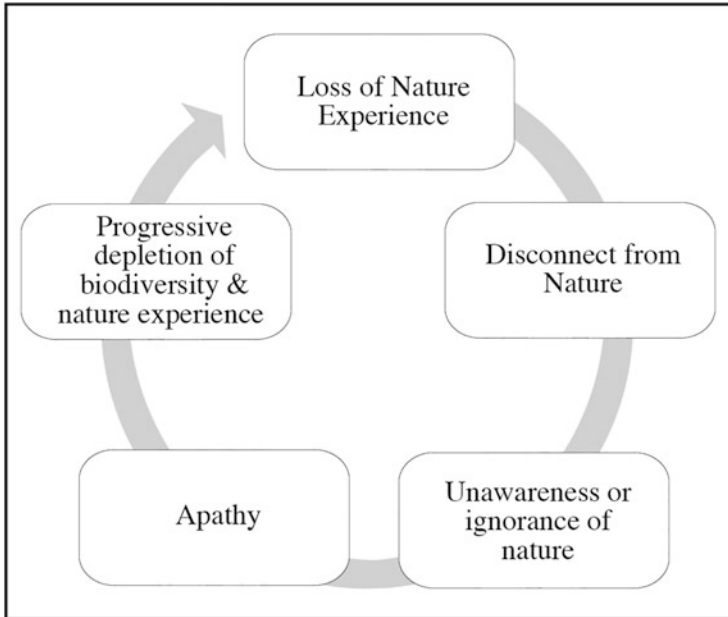 Loss of Nature
Experience
Disconnect from
Nature
Unawareness or
ignorance of
nature
Apathy
Progressive
depletion of
biodiversity &
nature experience